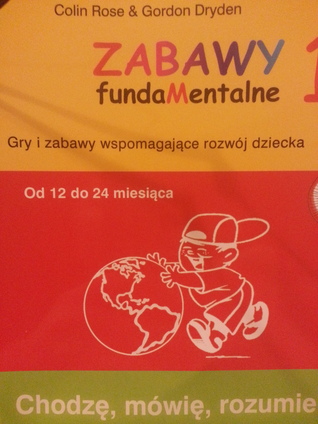 Colin Rose & Gordon Dryden
ZABAWY 1
fundaMentalne
Gry i zabawy wspomagające rozwój dziecka
Od 12 do 24 miesiąca
Chodzę, mówię, rozumie